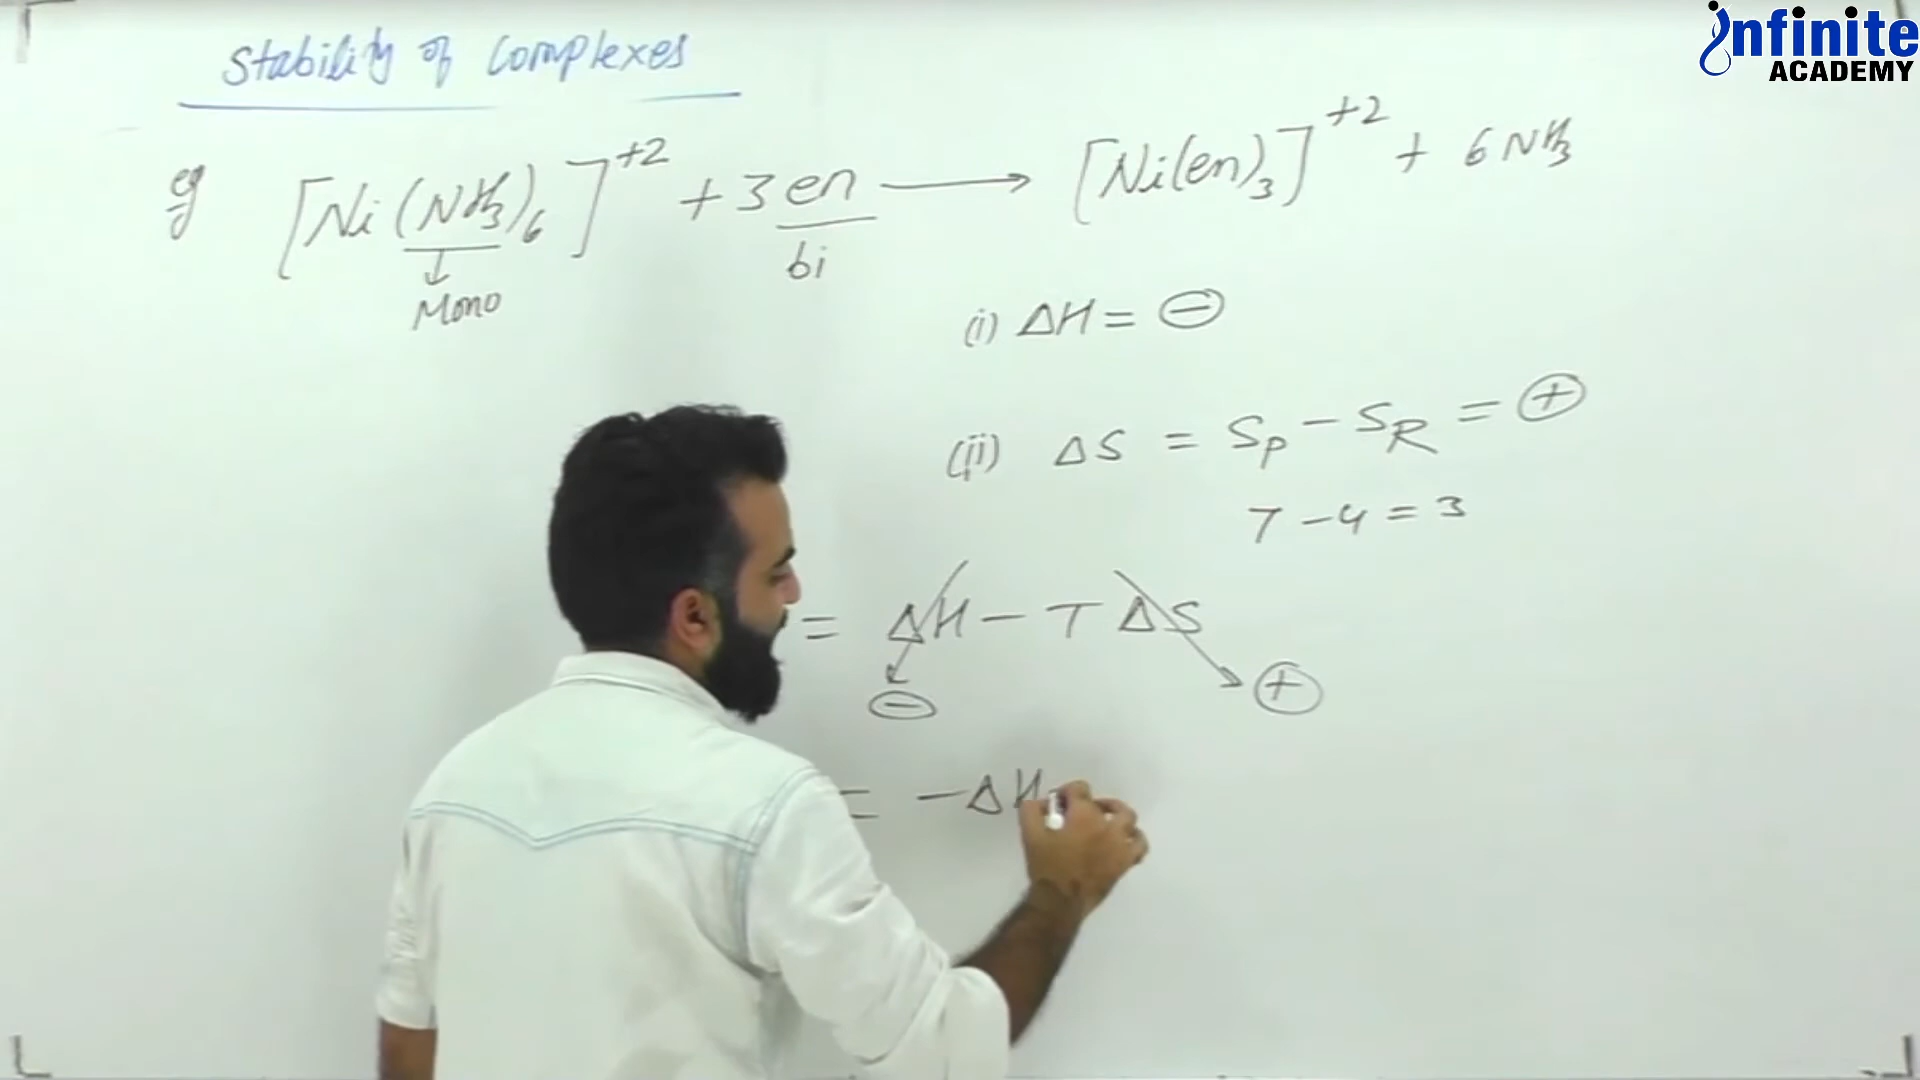 infinite
ACADEMY
Stability of complexes
eg [Ni(NH3)6]+2 + 3en ⟶ [Ni(en)3]+2 + 6NH3
Mono
bi
(i) ΔH = ⊖
(ii) ΔS = SP - SR = ⊕
7 - 4 = 3
= ΔH - T ΔS
⊖ ⊕
= -ΔH